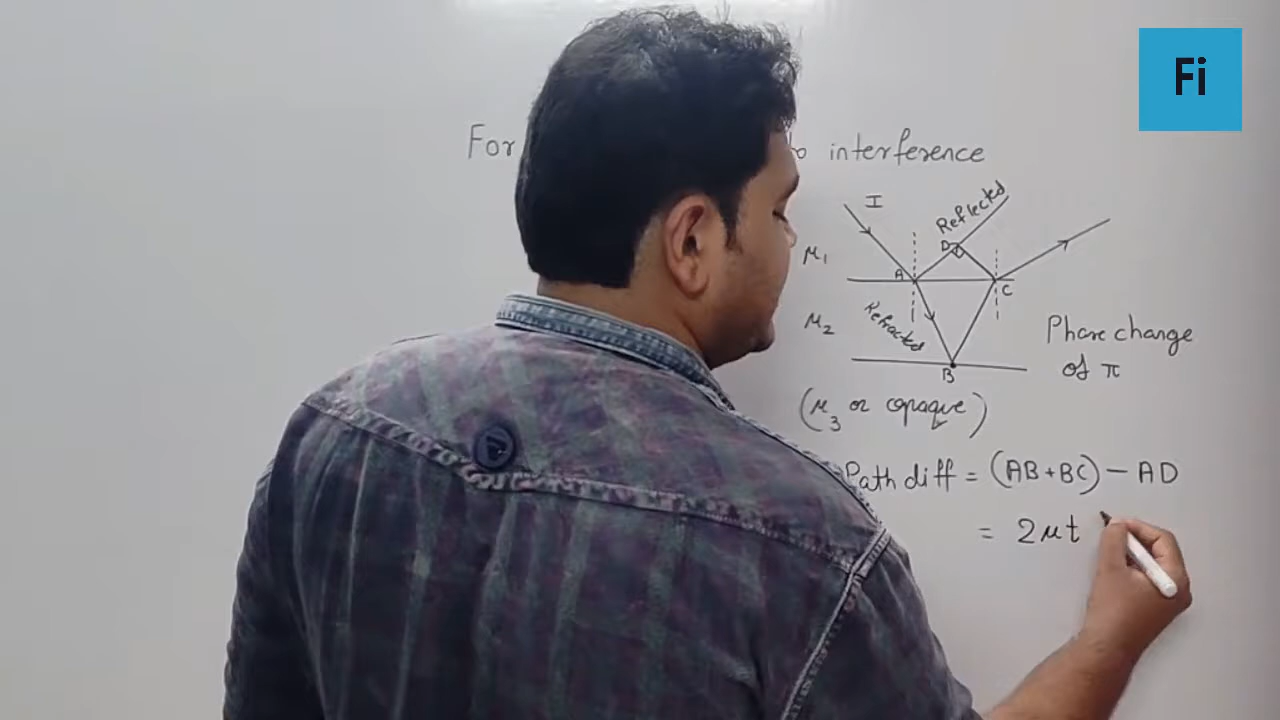 Fi
For o interference
I
Reflected
D
μ1
A
C
μ2
Refracted
Phase change
of π
B
(μ3 or opaque)
Path diff = (AB+BC) - AD
= 2μt